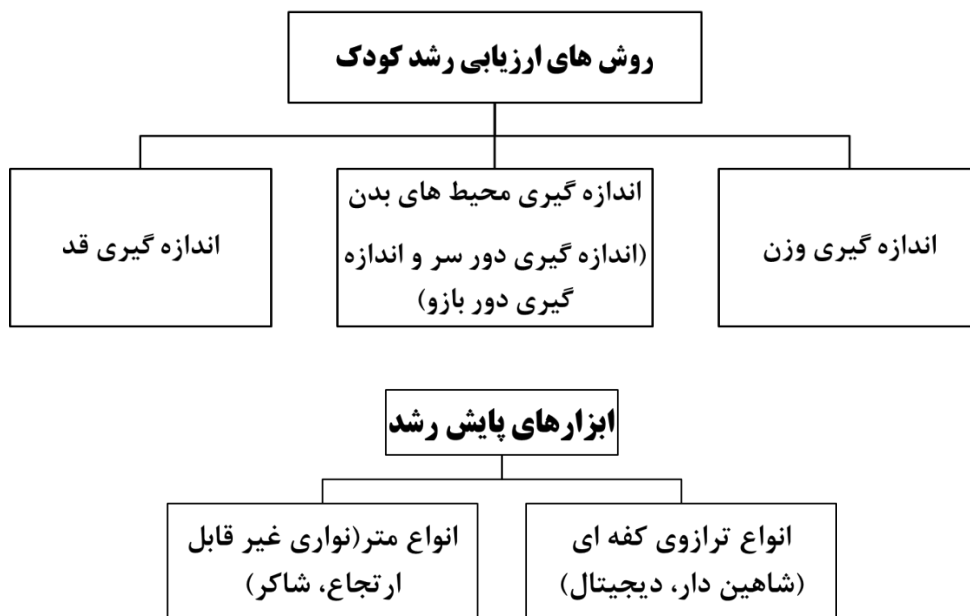 روش های ارزیابی رشد کودک
اندازه گیری وزن
اندازه گیری محیط های بدن
(اندازه گیری دور سر و اندازه
گیری دور بازو)
اندازه گیری قد
ابزارهای پایش رشد
انواع ترازوی کفه ای
(شاهین دار، دیجیتال)
انواع متر(نواری غیر قابل
ارتجاع، شاکر)